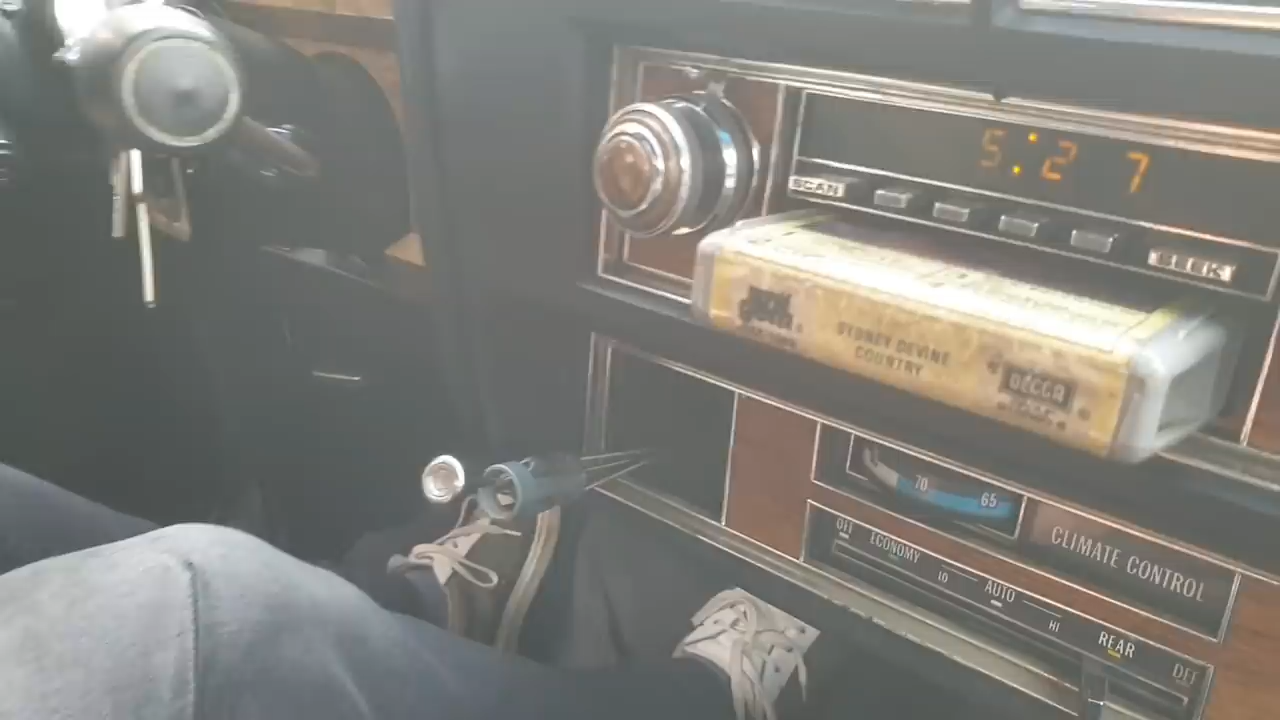 5:27
SCAN
SEEK
SYDNEY DEVINE
COUNTRY
DECCA
70 65
CLIMATE CONTROL
OFF ECONOMY LO AUTO HI REAR DEF